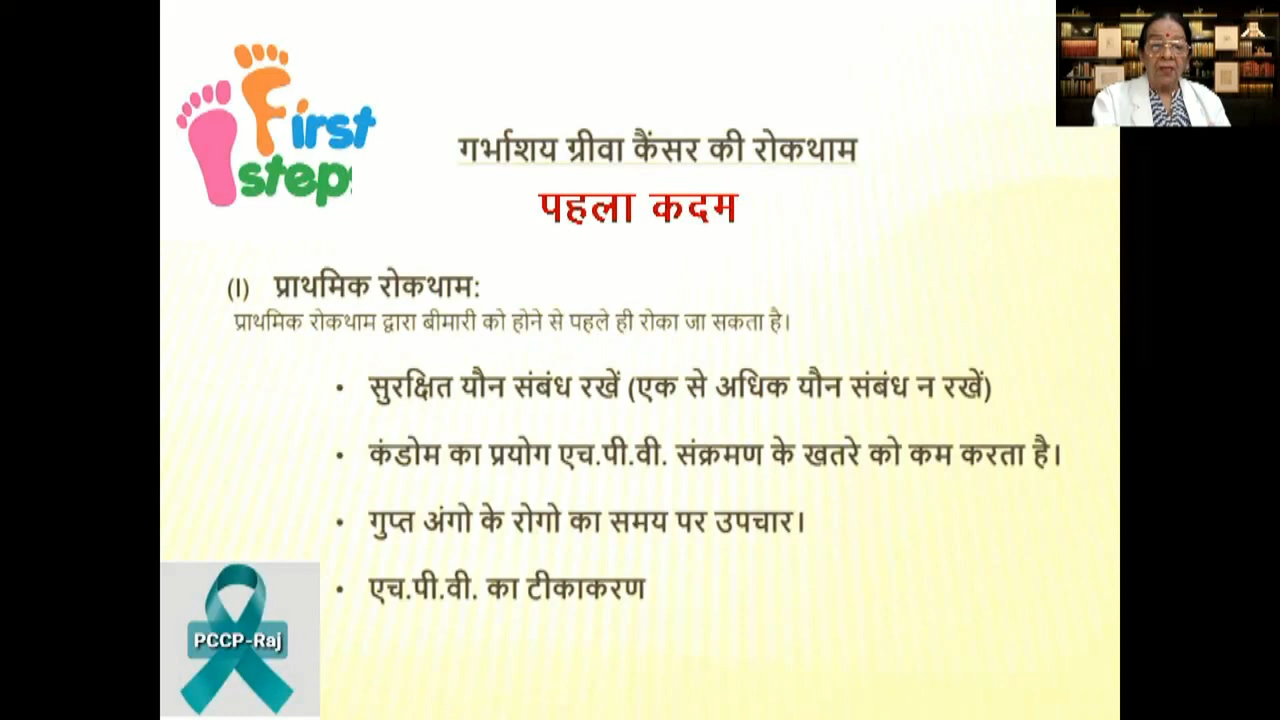 First
steps
गर्भाशय ग्रीवा कैंसर की रोकथाम
पहला कदम
(I) प्राथमिक रोकथाम:
प्राथमिक रोकथाम द्वारा बीमारी को होने से पहले ही रोका जा सकता है।
• सुरक्षित यौन संबंध रखें (एक से अधिक यौन संबंध न रखें)
• कंडोम का प्रयोग एच.पी.वी. संक्रमण के खतरे को कम करता है।
• गुप्त अंगो के रोगो का समय पर उपचार।
• एच.पी.वी. का टीकाकरण
PCCP-Raj